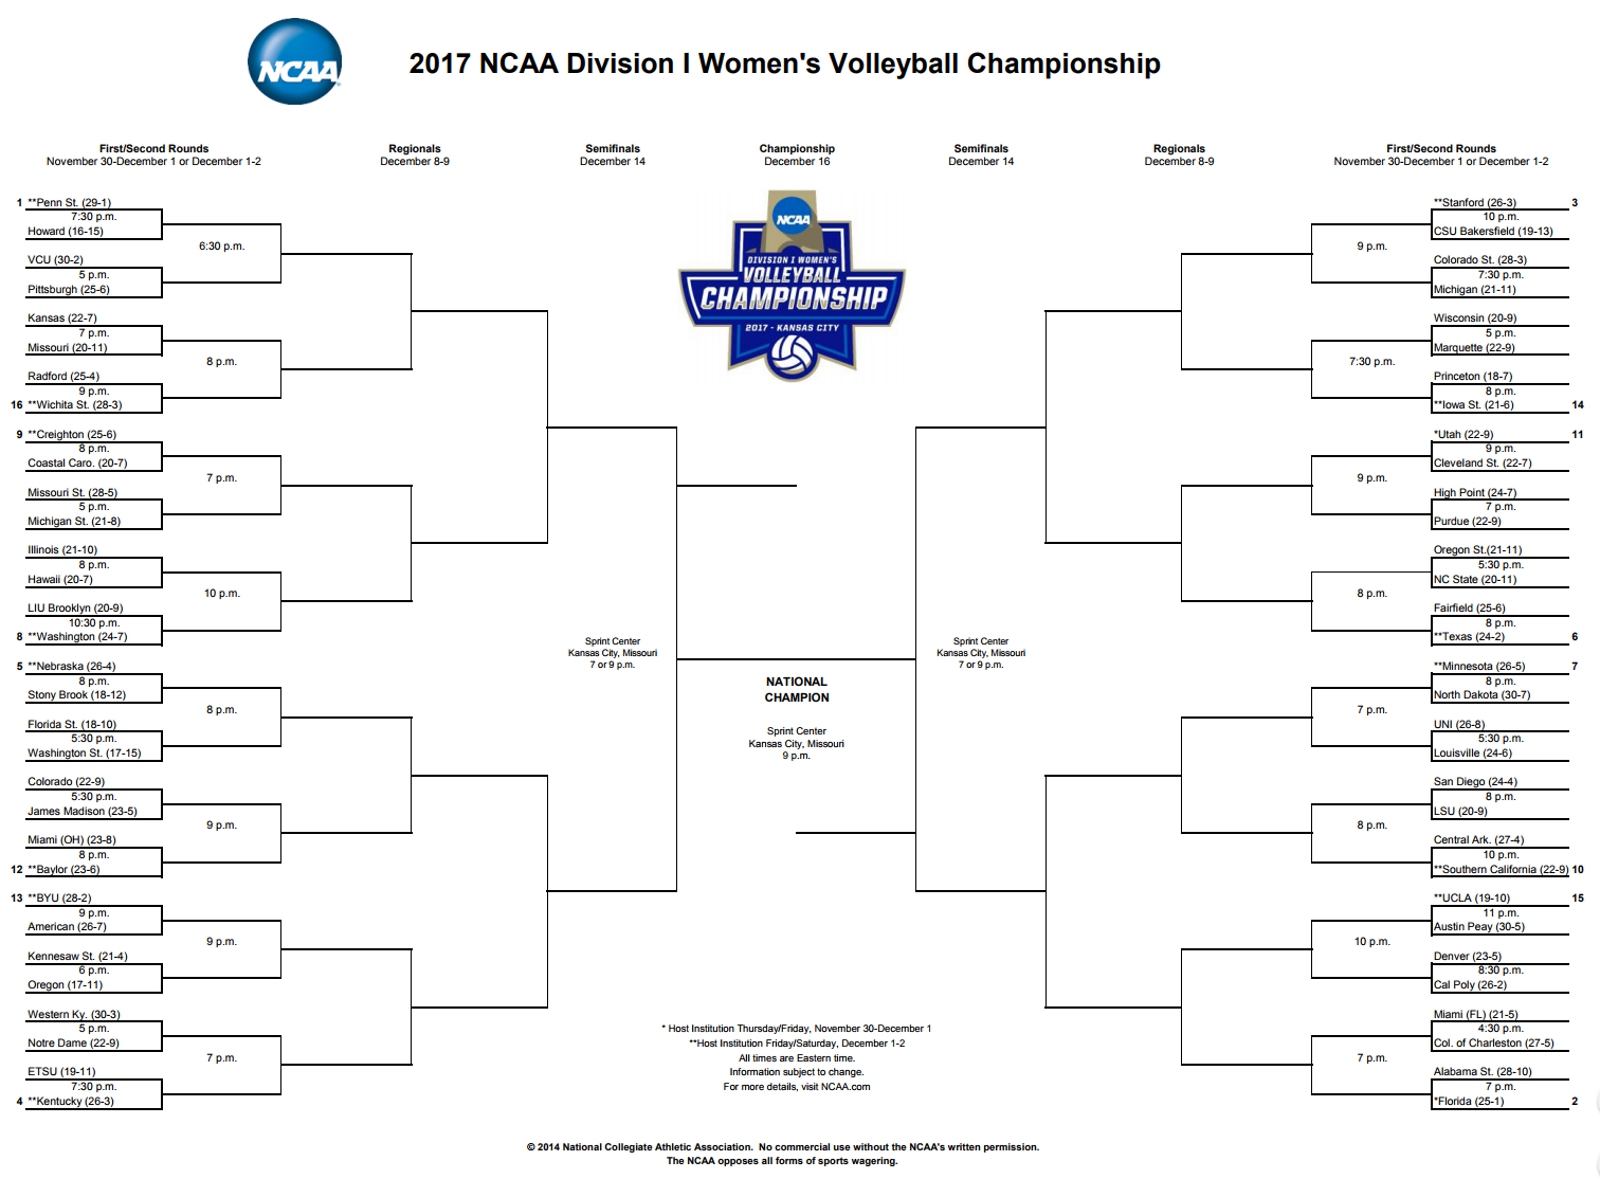 NCAA
2017 NCAA Division I Women's Volleyball Championship
First/Second Rounds
November 30-December 1 or December 1-2
Regionals
December 8-9
Semifinals
December 14
Championship
December 16
Semifinals
December 14
Regionals
December 8-9
First/Second Rounds
November 30-December 1 or December 1-2
1 **Penn St. (29-1)
7:30 p.m.
Howard (16-15)
6:30 p.m.
VCU (30-2)
5 p.m.
Pittsburgh (25-6)
Kansas (22-7)
7 p.m.
Missouri (20-11)
8 p.m.
Radford (25-4)
9 p.m.
16 **Wichita St. (28-3)
9 **Creighton (25-6)
8 p.m.
Coastal Caro. (20-7)
7 p.m.
Missouri St. (28-5)
5 p.m.
Michigan St. (21-8)
Illinois (21-10)
8 p.m.
Hawaii (20-7)
10 p.m.
LIU Brooklyn (20-9)
10:30 p.m.
8 **Washington (24-7)
5 **Nebraska (26-4)
8 p.m.
Stony Brook (18-12)
8 p.m.
Florida St. (18-10)
5:30 p.m.
Washington St. (17-15)
Colorado (22-9)
5:30 p.m.
James Madison (23-5)
9 p.m.
Miami (OH) (23-8)
8 p.m.
12 **Baylor (23-6)
13 **BYU (28-2)
9 p.m.
American (26-7)
9 p.m.
Kennesaw St. (21-4)
6 p.m.
Oregon (17-11)
Western Ky. (30-3)
5 p.m.
Notre Dame (22-9)
7 p.m.
ETSU (19-11)
7:30 p.m.
4 **Kentucky (26-3)
Sprint Center
Kansas City, Missouri
7 or 9 p.m.
NCAA
DIVISION I WOMEN'S
VOLLEYBALL
CHAMPIONSHIP
2017 - KANSAS CITY
NATIONAL
CHAMPION
Sprint Center
Kansas City, Missouri
9 p.m.
Sprint Center
Kansas City, Missouri
7 or 9 p.m.
**Stanford (26-3) 3
10 p.m.
CSU Bakersfield (19-13)
9 p.m.
Colorado St. (28-3)
7:30 p.m.
Michigan (21-11)
Wisconsin (20-9)
5 p.m.
Marquette (22-9)
7:30 p.m.
Princeton (18-7)
8 p.m.
**Iowa St. (21-6) 14
*Utah (22-9) 11
9 p.m.
Cleveland St. (22-7)
9 p.m.
High Point (24-7)
7 p.m.
Purdue (22-9)
Oregon St.(21-11)
5:30 p.m.
NC State (20-11)
8 p.m.
Fairfield (25-6)
8 p.m.
**Texas (24-2) 6
**Minnesota (26-5) 7
8 p.m.
North Dakota (30-7)
7 p.m.
UNI (26-8)
5:30 p.m.
Louisville (24-6)
San Diego (24-4)
8 p.m.
LSU (20-9)
8 p.m.
Central Ark. (27-4)
10 p.m.
**Southern California (22-9) 10
**UCLA (19-10) 15
11 p.m.
Austin Peay (30-5)
10 p.m.
Denver (23-5)
8:30 p.m.
Cal Poly (26-2)
Miami (FL) (21-5)
4:30 p.m.
Col. of Charleston (27-5)
7 p.m.
Alabama St. (28-10)
7 p.m.
*Florida (25-1) 2
* Host Institution Thursday/Friday, November 30-December 1
**Host Institution Friday/Saturday, December 1-2
All times are Eastern time.
Information subject to change.
For more details, visit NCAA.com
© 2014 National Collegiate Athletic Association. No commercial use without the NCAA's written permission.
The NCAA opposes all forms of sports wagering.